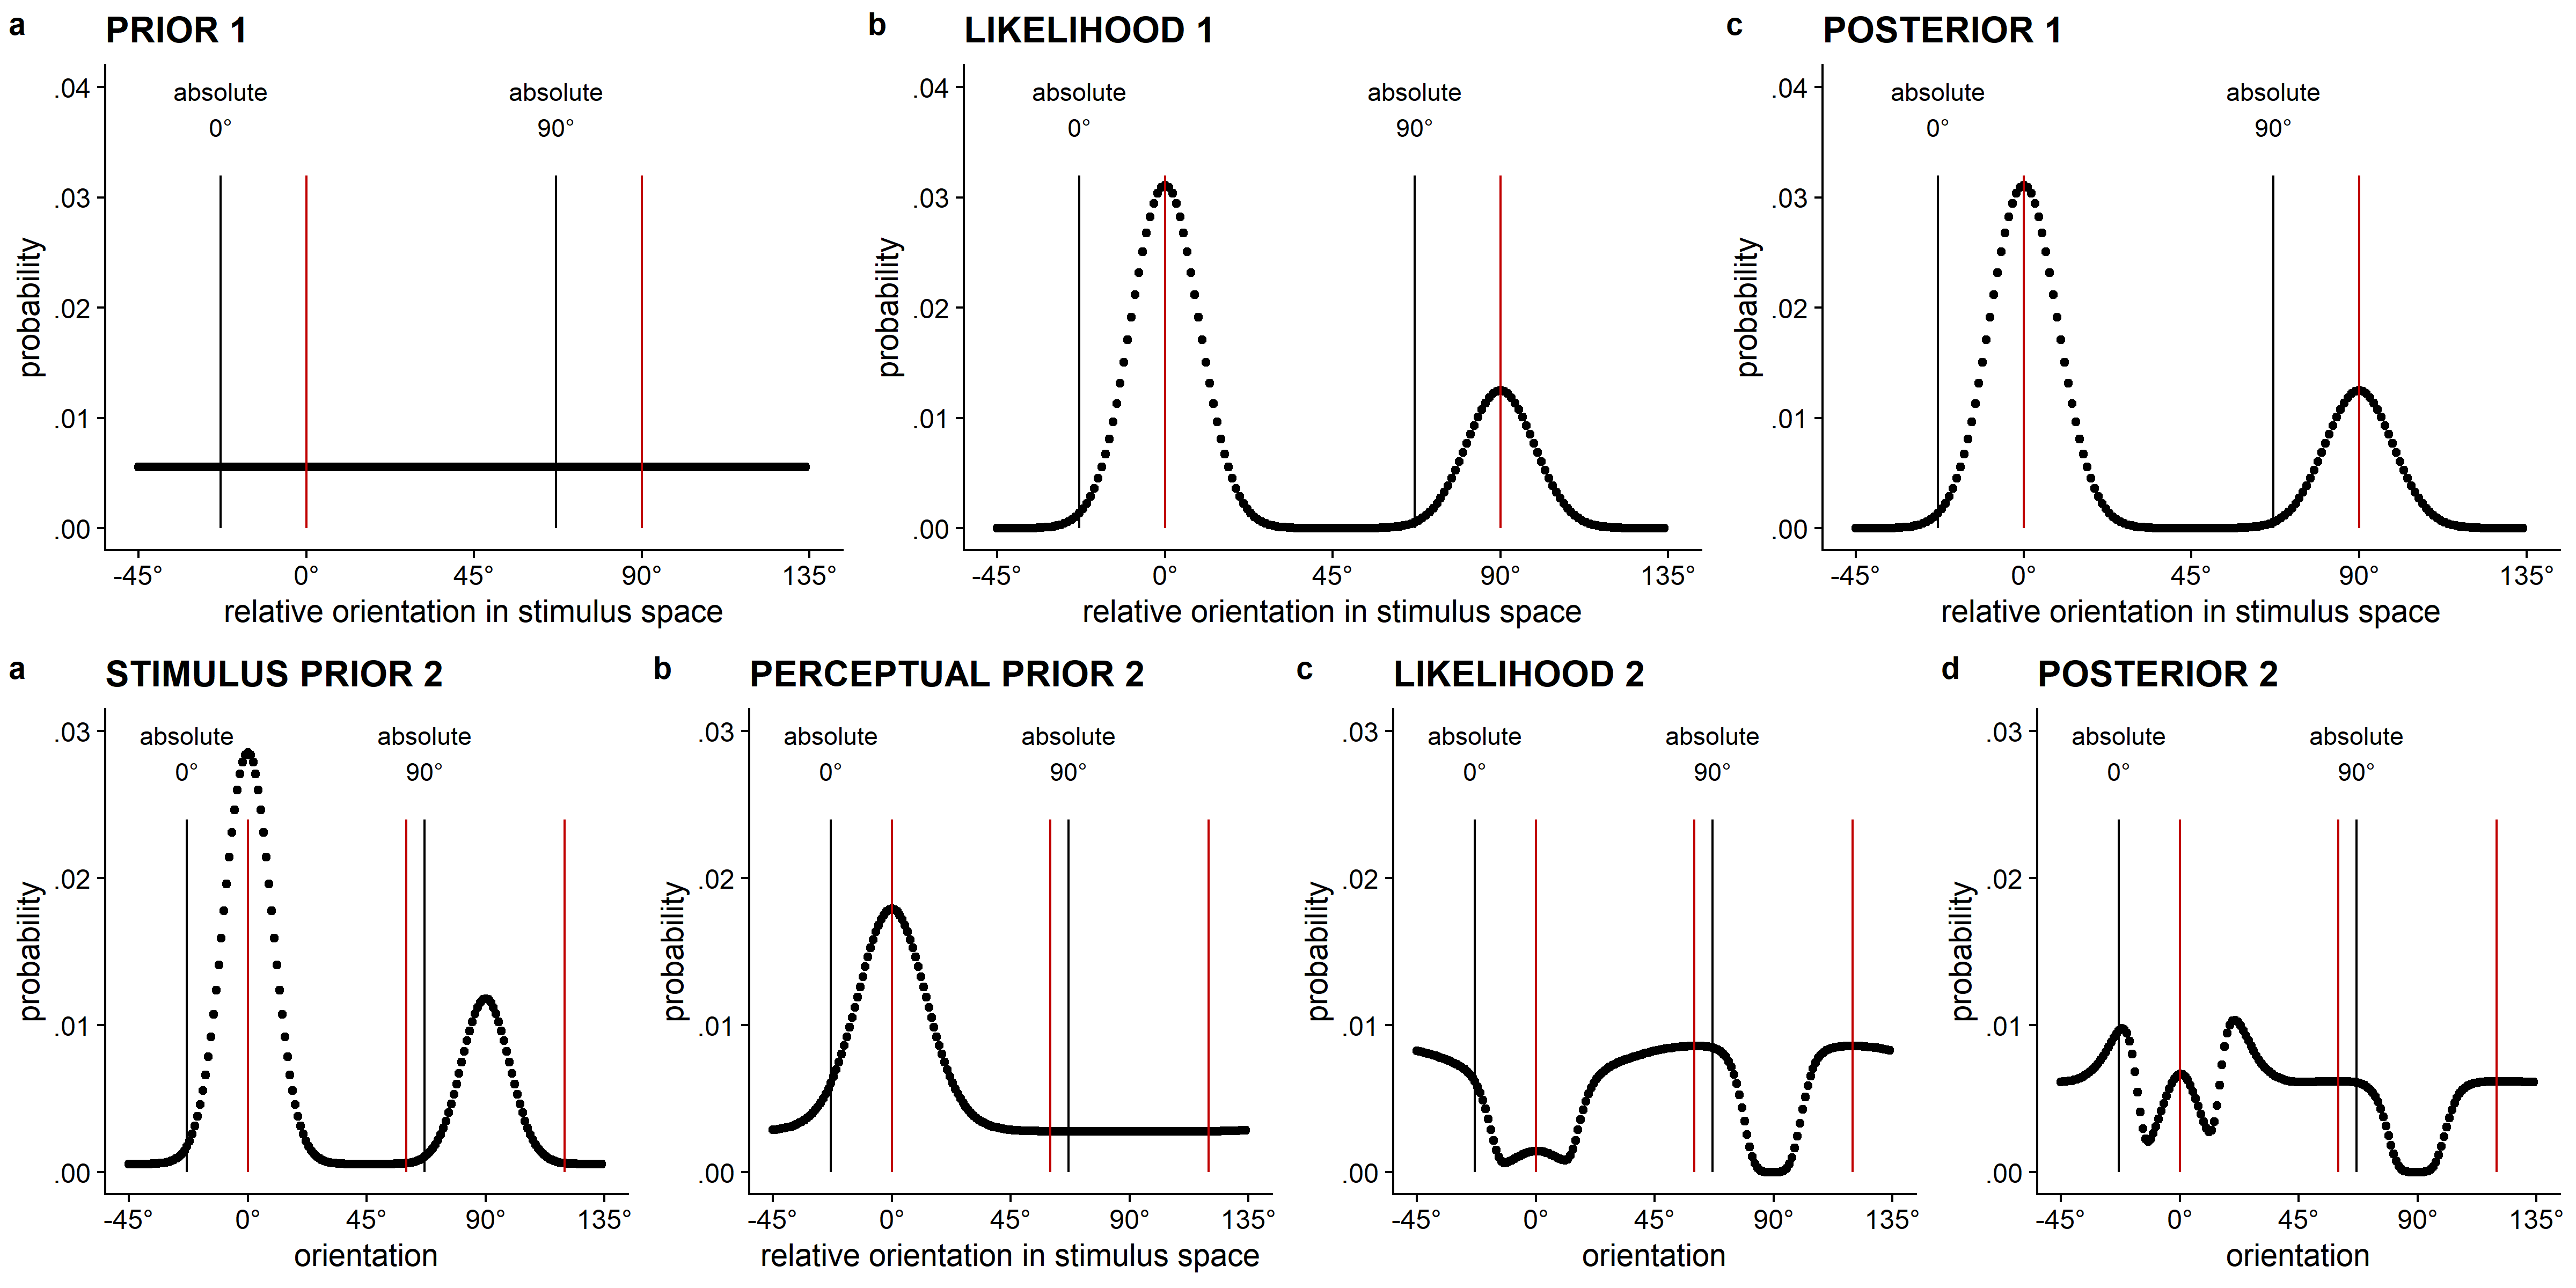 a PRIOR 1
.04
.03
.02
.01
.00
probability
absolute
0°
absolute
90°
-45° 0° 45° 90° 135°
relative orientation in stimulus space
b LIKELIHOOD 1
.04
.03
.02
.01
.00
probability
absolute
0°
absolute
90°
-45° 0° 45° 90° 135°
relative orientation in stimulus space
c POSTERIOR 1
.04
.03
.02
.01
.00
probability
absolute
0°
absolute
90°
-45° 0° 45° 90° 135°
relative orientation in stimulus space
a STIMULUS PRIOR 2
.03
.02
.01
.00
probability
absolute
0°
absolute
90°
-45° 0° 45° 90° 135°
orientation
b PERCEPTUAL PRIOR 2
.03
.02
.01
.00
probability
absolute
0°
absolute
90°
-45° 0° 45° 90° 135°
relative orientation in stimulus space
c LIKELIHOOD 2
.03
.02
.01
.00
probability
absolute
0°
absolute
90°
-45° 0° 45° 90° 135°
orientation
d POSTERIOR 2
.03
.02
.01
.00
probability
absolute
0°
absolute
90°
-45° 0° 45° 90° 135°
orientation